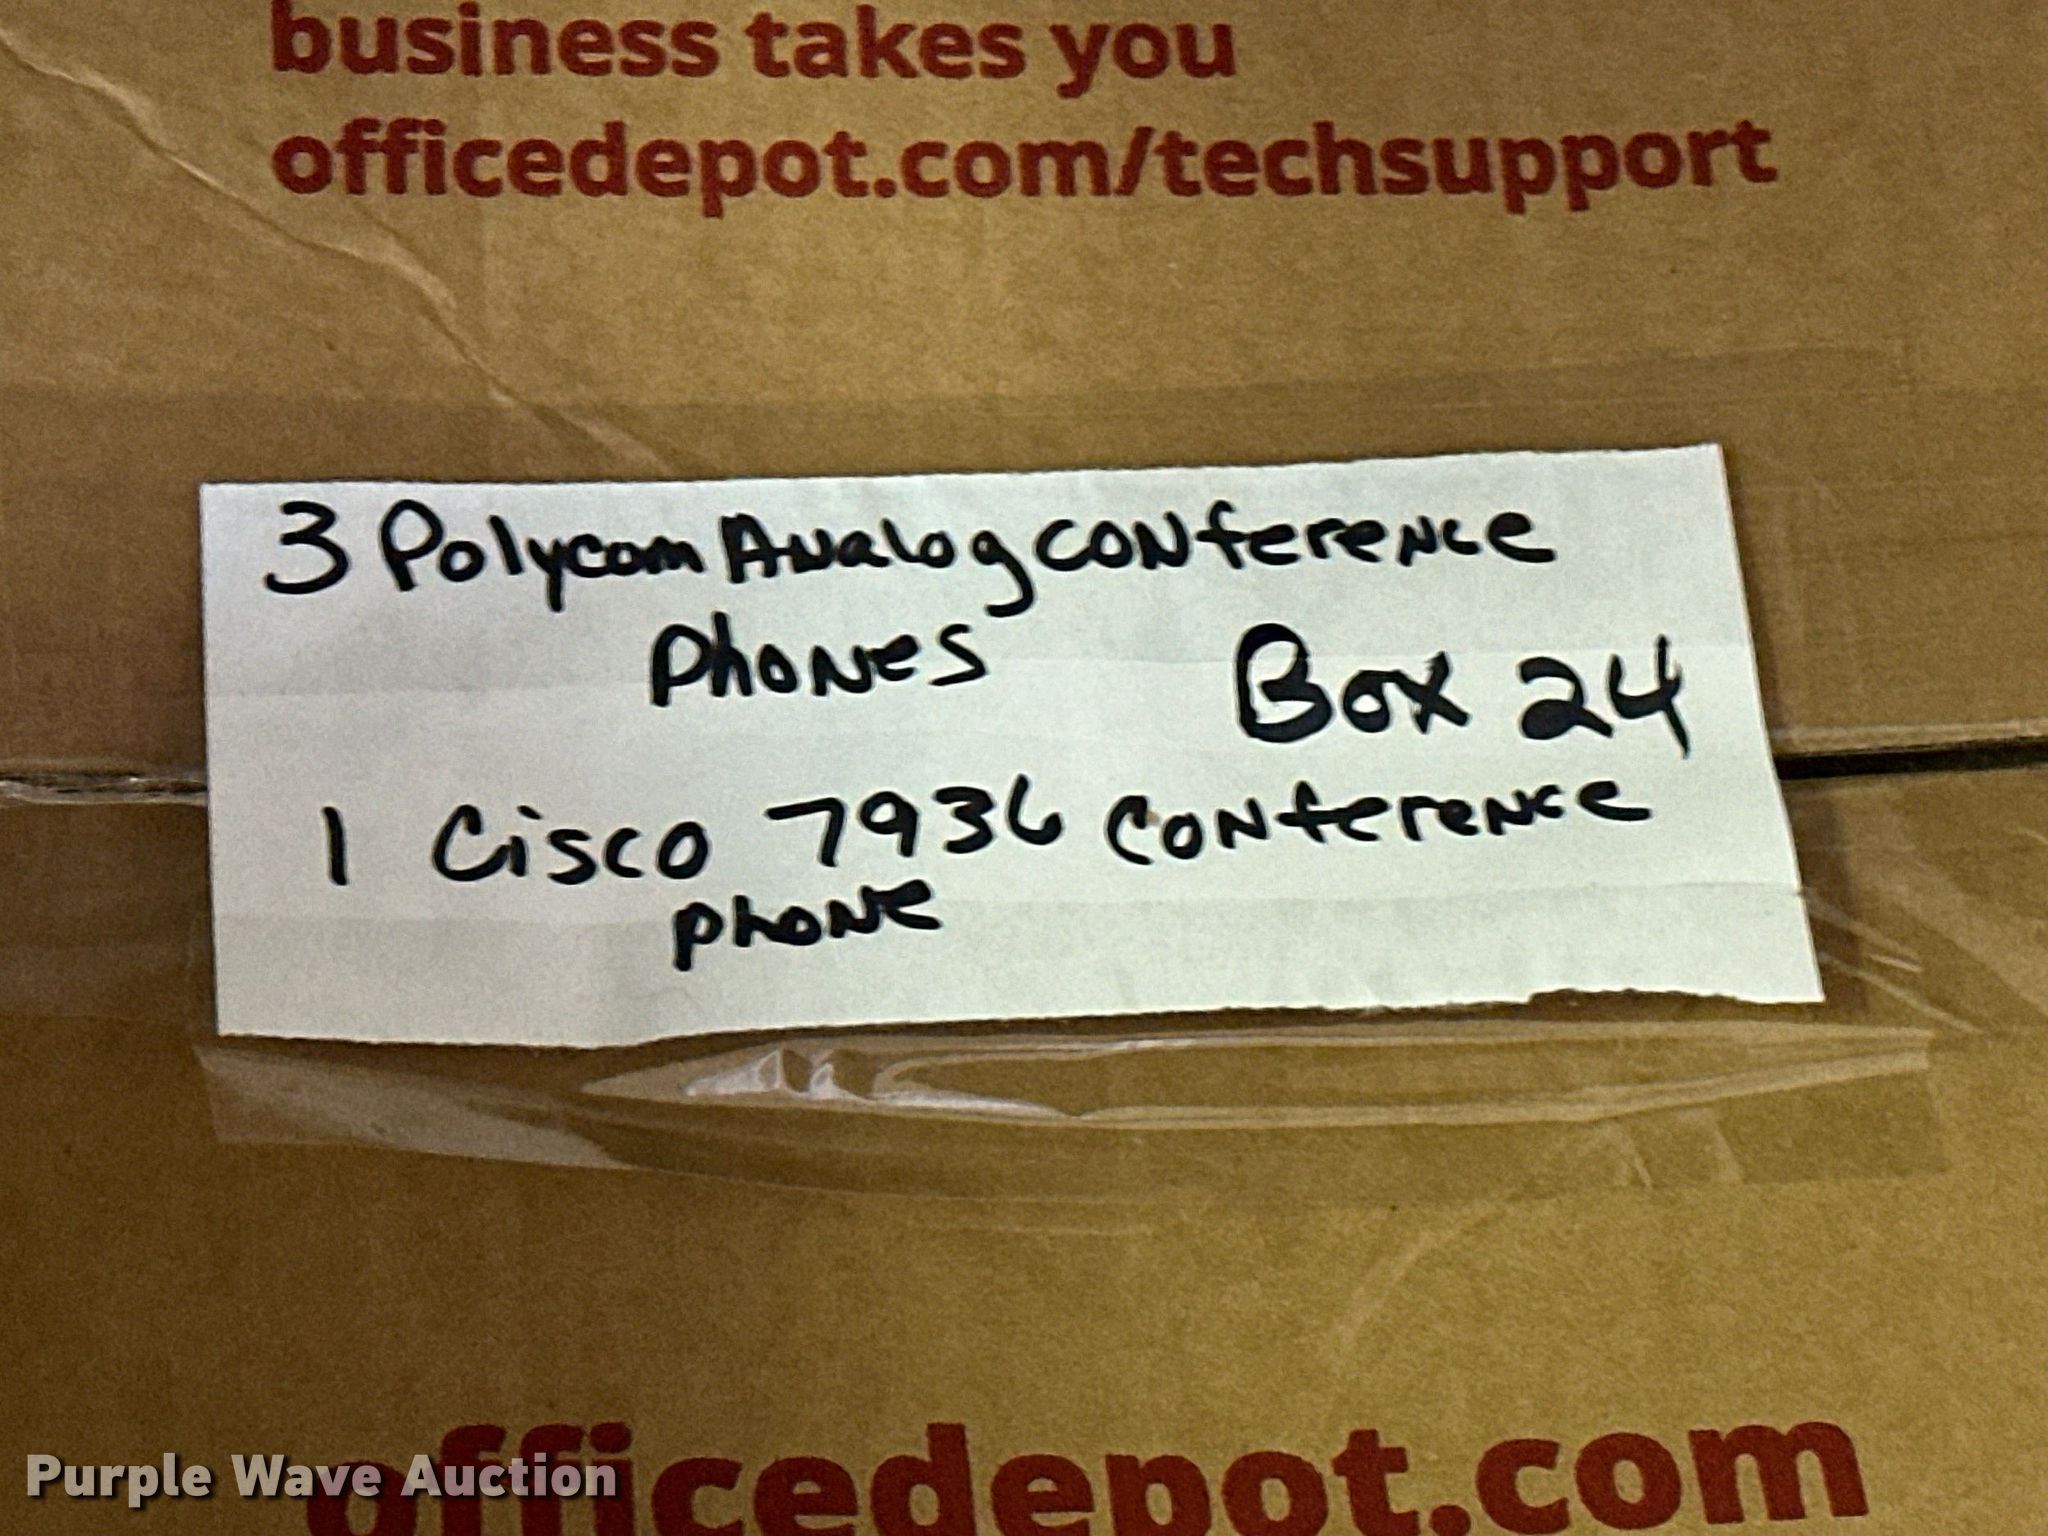 business takes you
officedepot.com/techsupport
3 Polycom Analog conference
phones
Box 24
1 Cisco 7936 conference
phone
officedepot.com
Purple Wave Auction